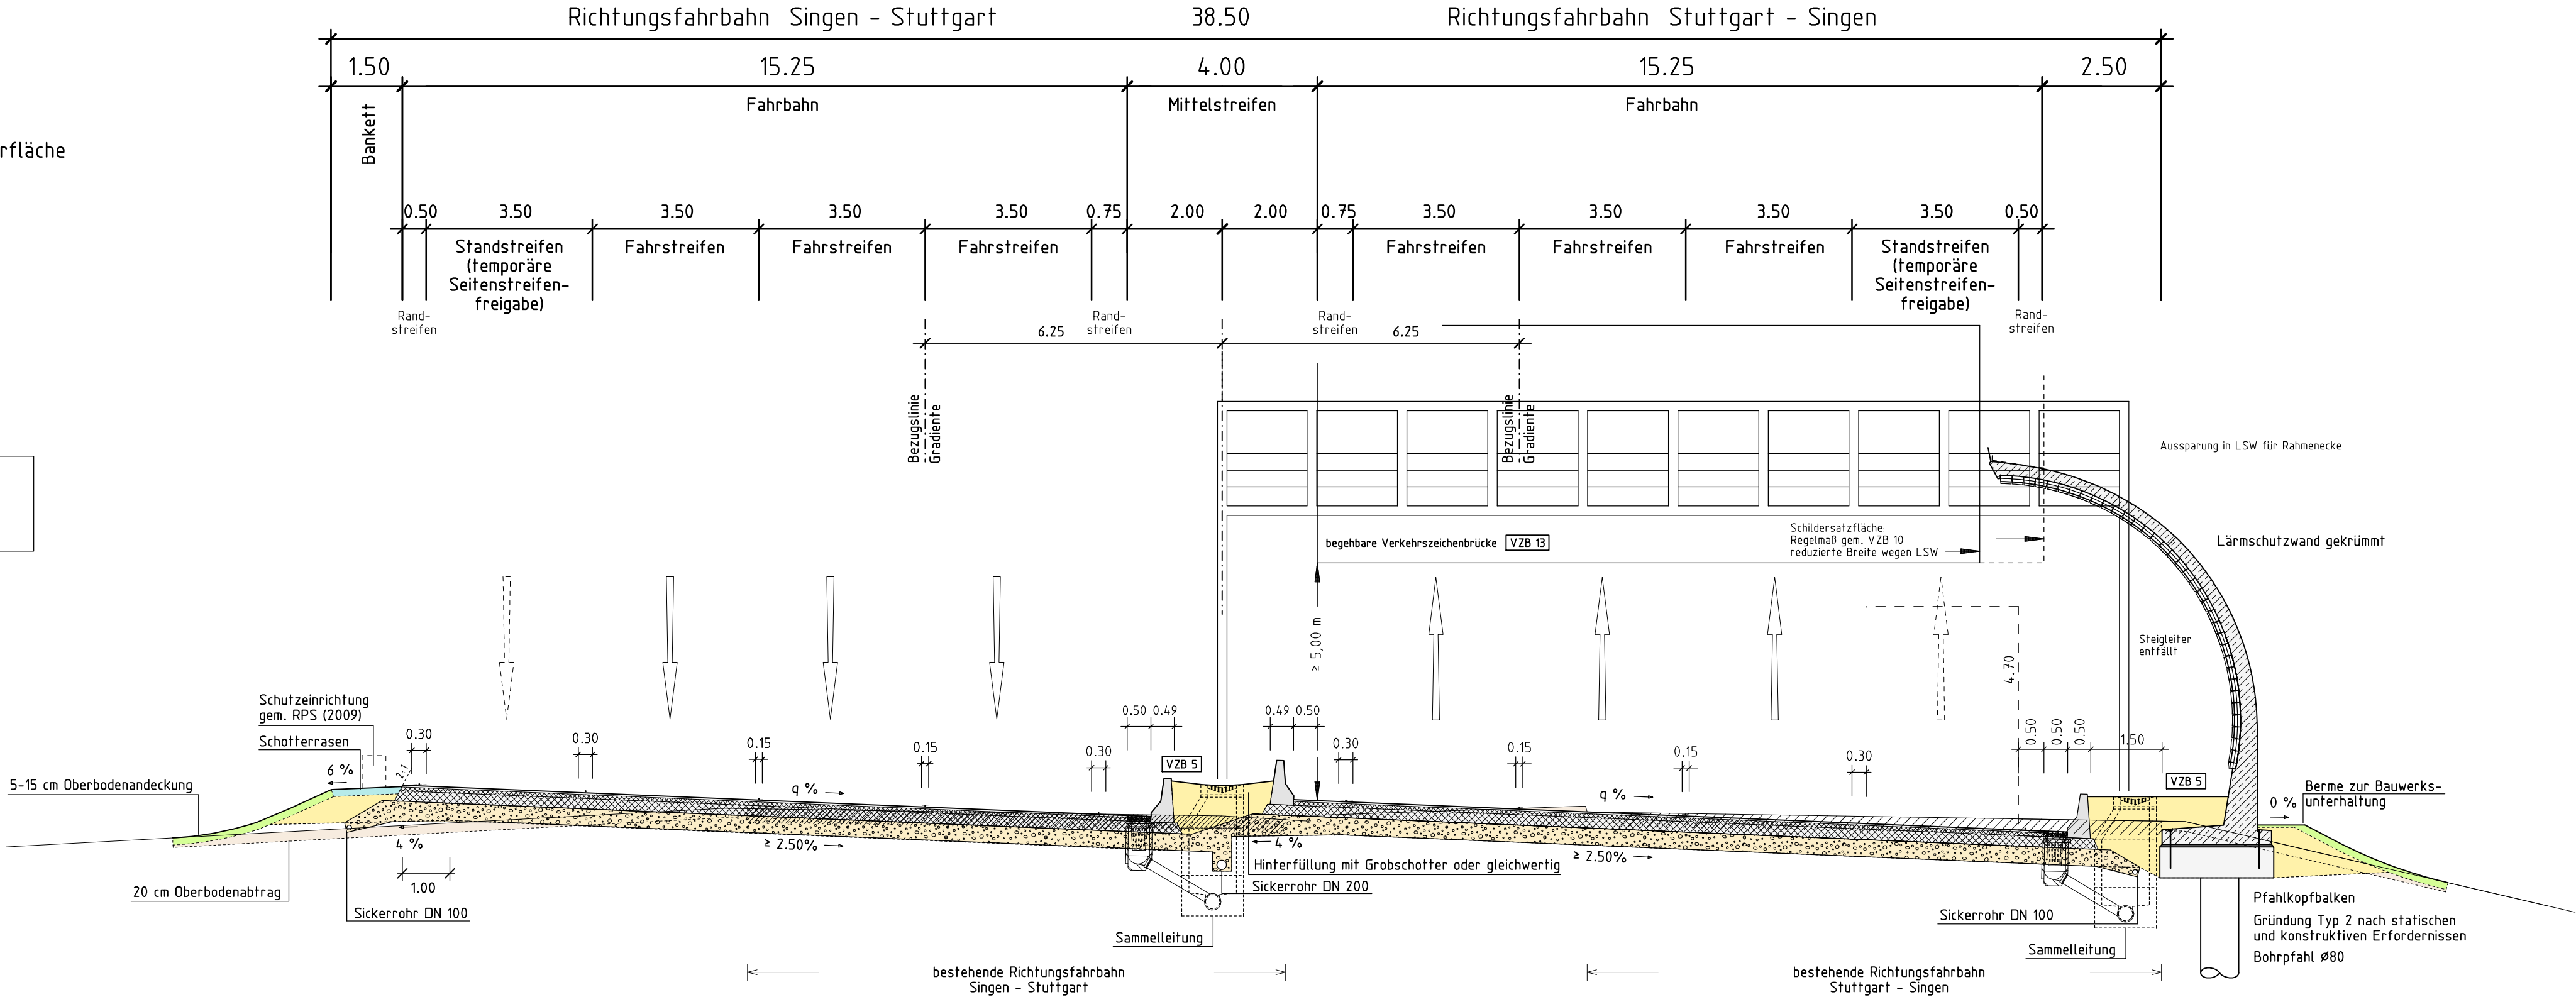 Richtungsfahrbahn Singen - Stuttgart
38.50
Richtungsfahrbahn Stuttgart - Singen
1.50
15.25
4.00
15.25
2.50
Bankett
Fahrbahn
Mittelstreifen
Fahrbahn
rfläche
0.50
3.50
3.50
3.50
3.50
0.75
2.00
2.00
0.75
3.50
3.50
3.50
3.50
0.50
Standstreifen
(temporäre
Seitenstreifen-
freigabe)
Fahrstreifen
Fahrstreifen
Fahrstreifen
Fahrstreifen
Fahrstreifen
Fahrstreifen
Standstreifen
(temporäre
Seitenstreifen-
freigabe)
Rand-
streifen
Rand-
streifen
Rand-
streifen
Rand-
streifen
6.25
6.25
Bezugslinie
Gradiente
Bezugslinie
Gradiente
Aussparung in LSW für Rahmenecke
Schildersatzfläche:
Regelmaß gem. VZB 10
reduzierte Breite wegen LSW
begehbare Verkehrszeichenbrücke VZB 13
Lärmschutzwand gekrümmt
≥ 5,00 m
4.70
Steigleiter
entfällt
Schutzeinrichtung
gem. RPS (2009)
Schotterrasen
0.30
0.30
0.15
0.15
0.30
0.50
0.49
0.49
0.50
0.30
0.15
0.15
0.30
0.50
0.50
0.50
1.50
6 %
2:1
VZB 5
VZB 5
5-15 cm Oberbodenandeckung
q %
q %
0 %
Berme zur Bauwerks-
unterhaltung
4 %
≥ 2.50%
4 %
≥ 2.50%
1.00
Hinterfüllung mit Grobschotter oder gleichwertig
Sickerrohr DN 200
20 cm Oberbodenabtrag
Sickerrohr DN 100
Sickerrohr DN 100
Sammelleitung
Sammelleitung
Pfahlkopfbalken
Gründung Typ 2 nach statischen
und konstruktiven Erfordernissen
Bohrpfahl ⌀80
bestehende Richtungsfahrbahn
Singen - Stuttgart
bestehende Richtungsfahrbahn
Stuttgart - Singen